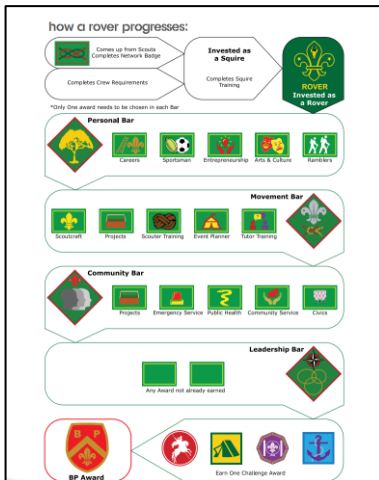 how a rover progresses:
Comes up from Scouts
Completes Network Badge
Completes Crew Requirements
Invested as
a Squire
Completes Squire
Training
ROVER
Invested as
a Rover
*Only One award needs to be chosen in each Bar
Personal Bar
Careers
Sportsman
Entrepreneurship
Arts & Culture
Ramblers
Movement Bar
Scoutcraft
Projects
Scouter Training
Event Planner
Tutor Training
Community Bar
Projects
Emergency Service
Public Health
Community Service
Civics
Leadership Bar
Any Award not already earned
B P
BP Award
Earn One Challenge Award